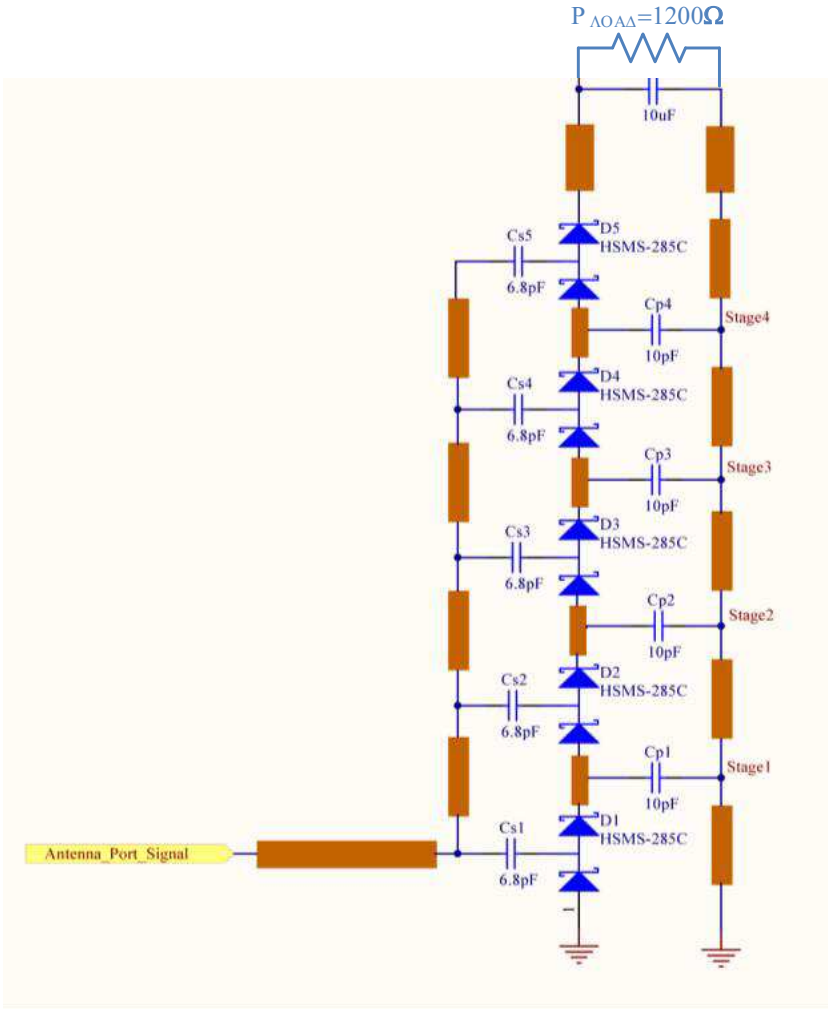 Ρ ΛΟΑΔ=1200Ω
10uF
D5
HSMS-285C
Cs5
6.8pF
Cp4
10pF
Stage4
D4
HSMS-285C
Cs4
6.8pF
Cp3
10pF
Stage3
D3
HSMS-285C
Cs3
6.8pF
Cp2
10pF
Stage2
D2
HSMS-285C
Cs2
6.8pF
Cp1
10pF
Stage1
D1
HSMS-285C
Cs1
6.8pF
Antenna_Port_Signal
1